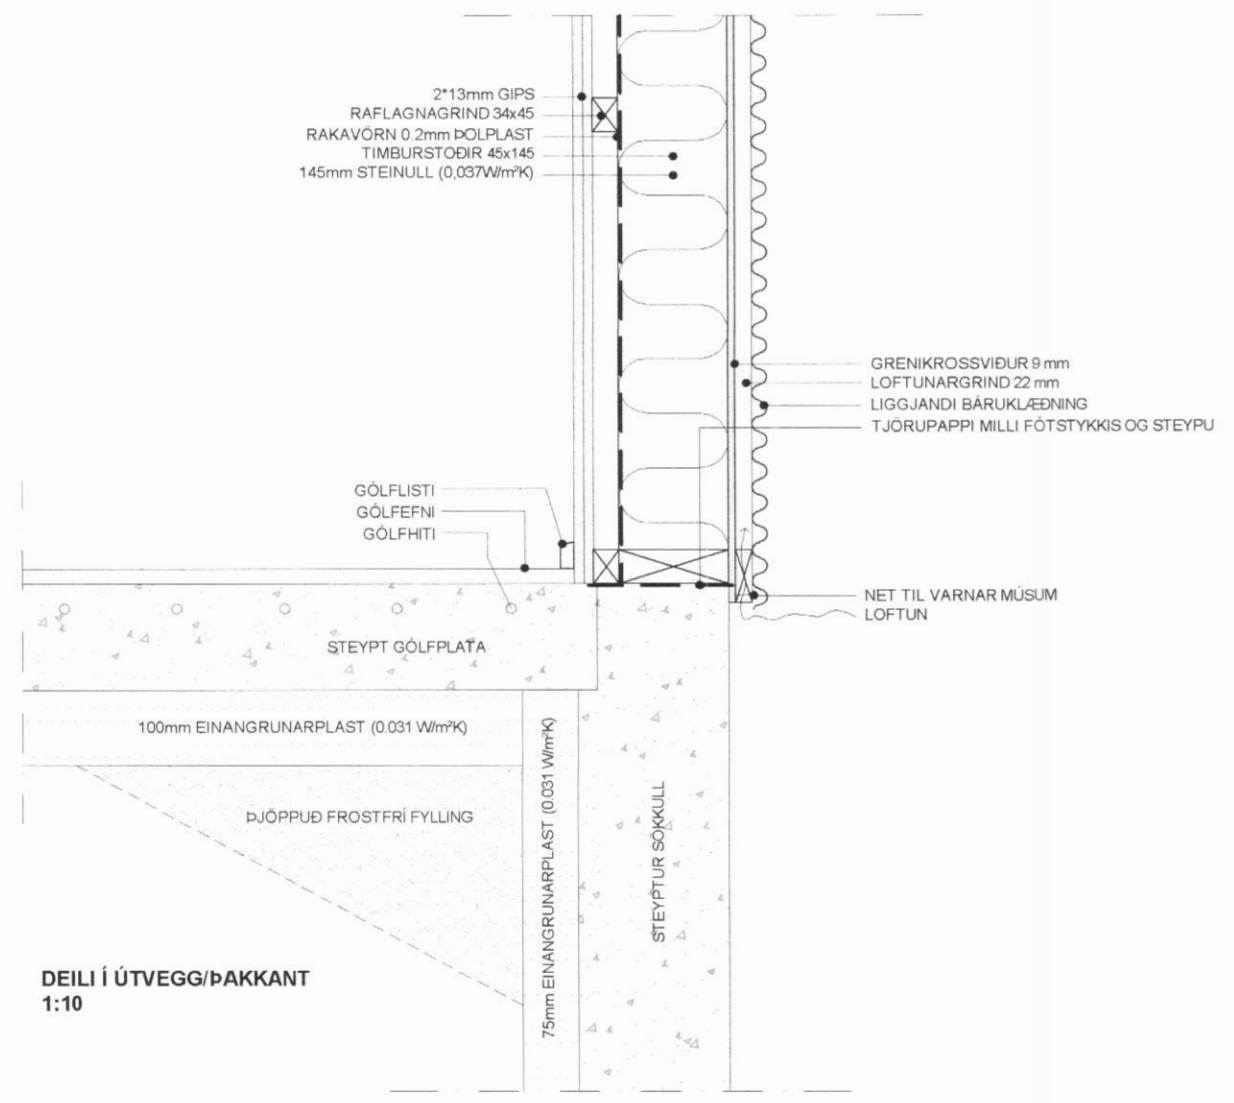 2*13mm GIPS
RAFLAGNAGRIND 34x45
RAKAVÖRN 0.2mm ÞOLPLAST
TIMBURSTOÐIR 45x145
145mm STEINULL (0,037W/m²K)
GRENIKROSSVIÐUR 9 mm
LOFTUNARGRIND 22 mm
LIGGJANDI BÁRUKLÆÐNING
TJÖRUPAPPI MILLI FÓTSTYKKIS OG STEYPU
GÓLFLISTI
GÓLFEFNI
GÓLFHITI
NET TIL VARNAR MÚSUM
LOFTUN
STEYPT GÓLFPLATA
100mm EINANGRUNARPLAST (0.031 W/m²K)
ÞJÖPPUÐ FROSTFRÍ FYLLING
75mm EINANGRUNARPLAST (0.031 W/m²K)
STEYPTUR SÖKKULL
DEILI Í ÚTVEGG/ÞAKKANT
1:10